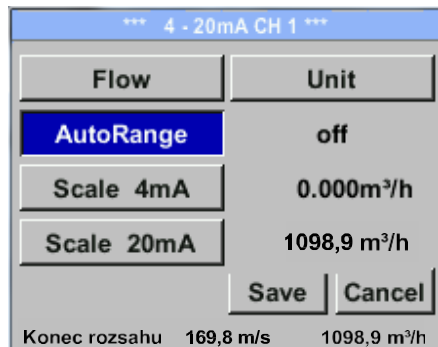 *** 4 - 20mA CH 1 ***
Flow Unit
AutoRange off
Scale 4mA 0.000m³/h
Scale 20mA 1098,9 m³/h
Save Cancel
Konec rozsahu 169,8 m/s 1098,9 m³/h